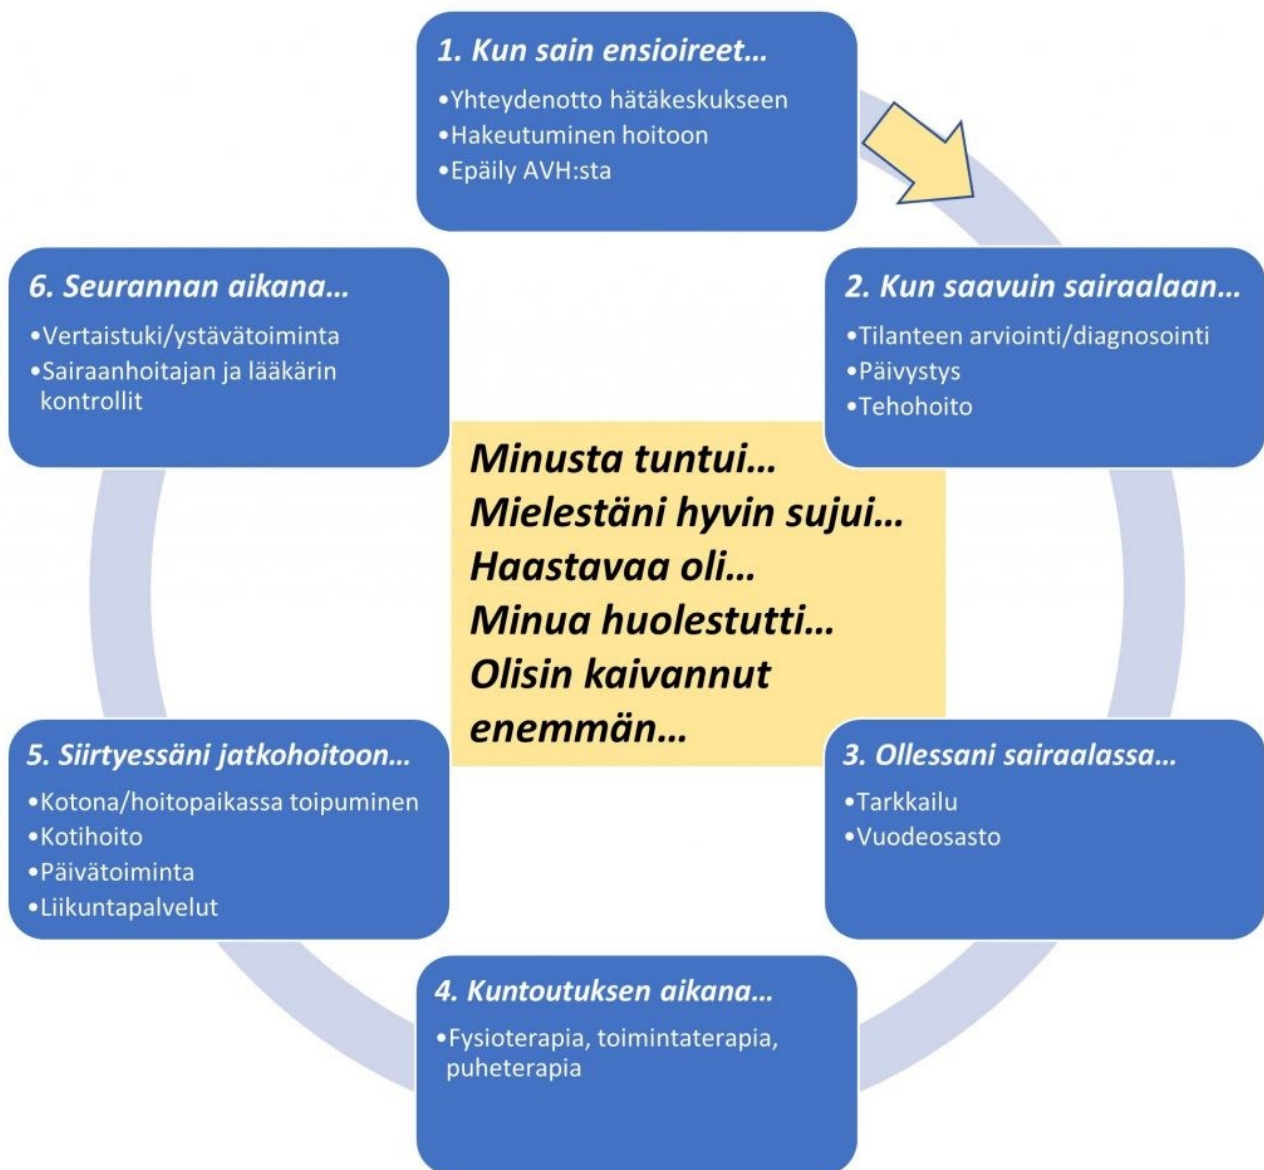 1. Kun sain ensioireet...
•Yhteydenotto hätäkeskukseen
•Hakeutuminen hoitoon
•Epäily AVH:sta
2. Kun saavuin sairaalaan...
•Tilanteen arviointi/diagnosointi
•Päivystys
•Tehohoito
3. Ollessani sairaalassa...
•Tarkkailu
•Vuodeosasto
4. Kuntoutuksen aikana...
•Fysioterapia, toimintaterapia,
puheterapia
5. Siirtyessäni jatkohoitoon...
•Kotona/hoitopaikassa toipuminen
•Kotihoito
•Päivätoiminta
•Liikuntapalvelut
6. Seurannan aikana...
•Vertaistuki/ystävätoiminta
•Sairaanhoitajan ja lääkärin
kontrollit
Minusta tuntui...
Mielestäni hyvin sujui...
Haastavaa oli...
Minua huolestutti...
Olisin kaivannut
enemmän...